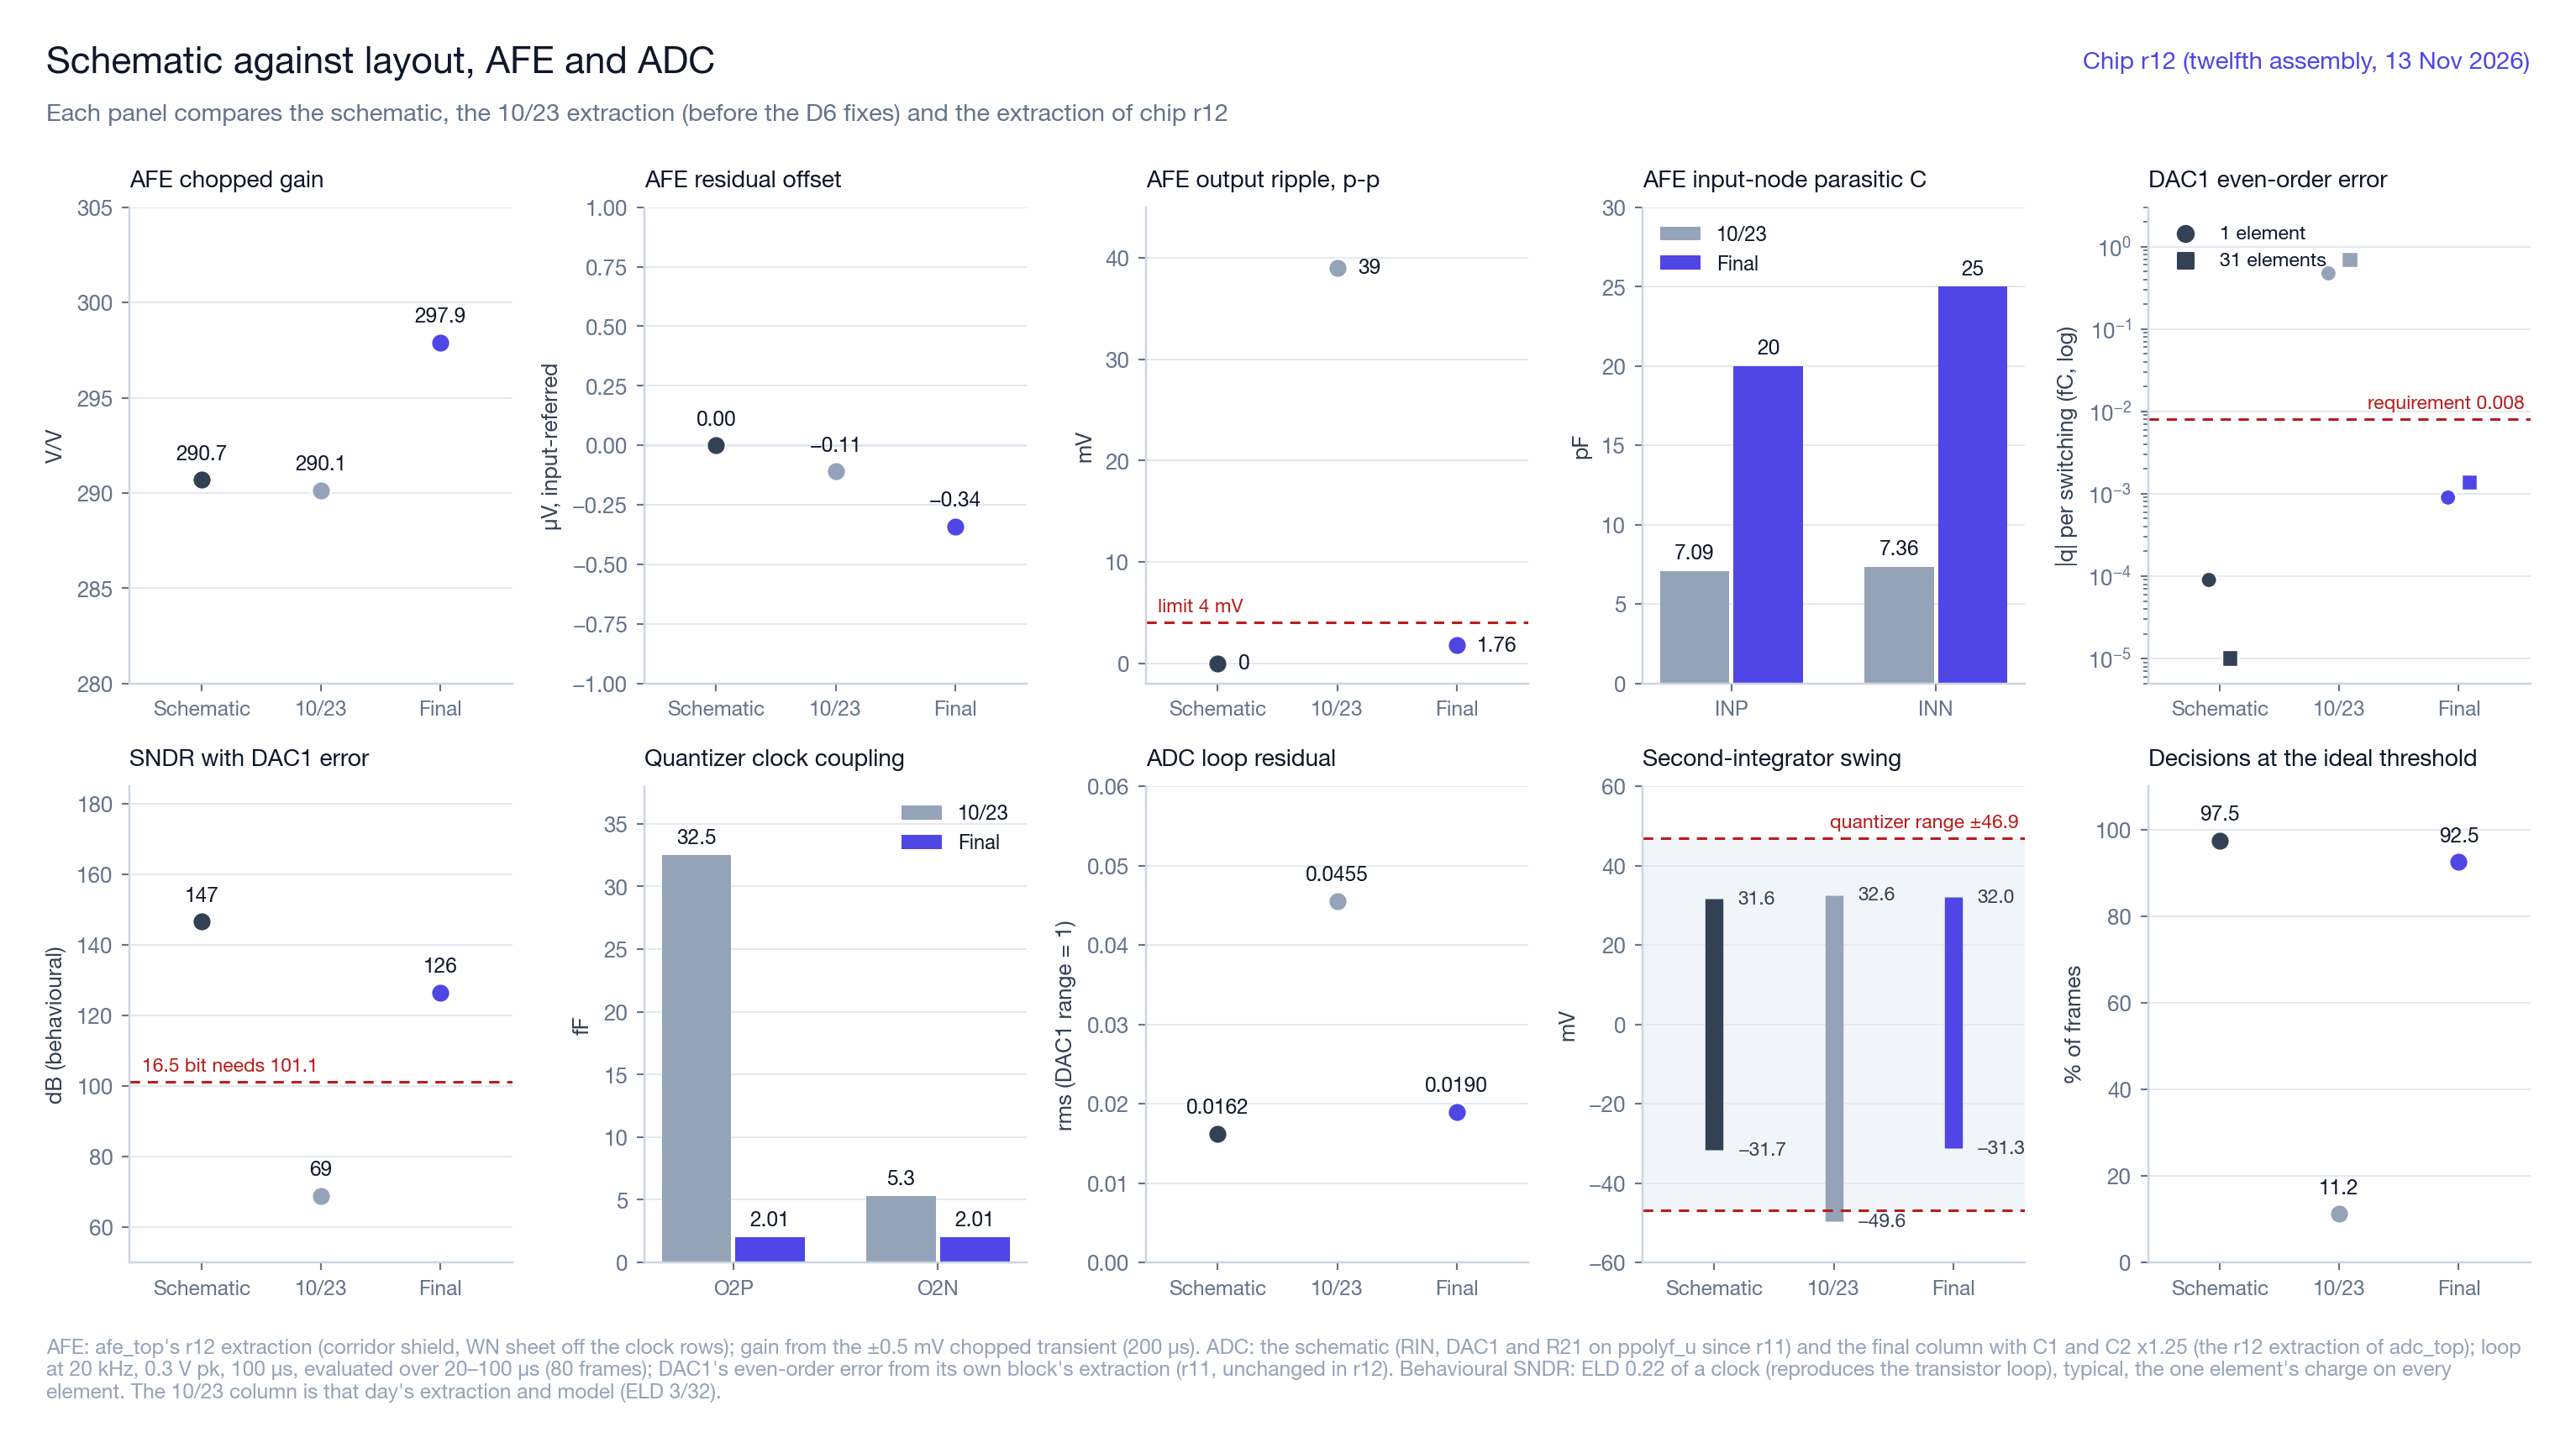 Schematic against layout, AFE and ADC
Chip r12 (twelfth assembly, 13 Nov 2026)
Each panel compares the schematic, the 10/23 extraction (before the D6 fixes) and the extraction of chip r12
AFE chopped gain
V/V
305
300
295
290
285
280
290.7
290.1
297.9
Schematic
10/23
Final
AFE residual offset
µV, input-referred
1.00
0.75
0.50
0.25
0.00
−0.25
−0.50
−0.75
−1.00
0.00
−0.11
−0.34
Schematic
10/23
Final
AFE output ripple, p-p
mV
40
30
20
10
0
39
limit 4 mV
0
1.76
Schematic
10/23
Final
AFE input-node parasitic C
pF
30
25
20
15
10
5
0
10/23
Final
7.09
20
7.36
25
INP
INN
DAC1 even-order error
|q| per switching (fC, log)
10⁰
10⁻¹
10⁻²
10⁻³
10⁻⁴
10⁻⁵
1 element
31 elements
requirement 0.008
Schematic
10/23
Final
SNDR with DAC1 error
dB (behavioural)
180
160
140
120
100
80
60
147
126
16.5 bit needs 101.1
69
Schematic
10/23
Final
Quantizer clock coupling
fF
35
30
25
20
15
10
5
0
10/23
Final
32.5
2.01
5.3
2.01
O2P
O2N
ADC loop residual
rms (DAC1 range = 1)
0.06
0.05
0.04
0.03
0.02
0.01
0.00
0.0455
0.0162
0.0190
Schematic
10/23
Final
Second-integrator swing
mV
60
40
20
0
−20
−40
−60
quantizer range ±46.9
31.6
32.6
32.0
−31.7
−49.6
−31.3
Schematic
10/23
Final
Decisions at the ideal threshold
% of frames
100
80
60
40
20
0
97.5
92.5
11.2
Schematic
10/23
Final
AFE: afe_top's r12 extraction (corridor shield, WN sheet off the clock rows); gain from the ±0.5 mV chopped transient (200 µs). ADC: the schematic (RIN, DAC1 and R21 on ppolyf_u since r11) and the final column with C1 and C2 x1.25 (the r12 extraction of adc_top); loop
at 20 kHz, 0.3 V pk, 100 µs, evaluated over 20–100 µs (80 frames); DAC1's even-order error from its own block's extraction (r11, unchanged in r12). Behavioural SNDR: ELD 0.22 of a clock (reproduces the transistor loop), typical, the one element's charge on every
element. The 10/23 column is that day's extraction and model (ELD 3/32).